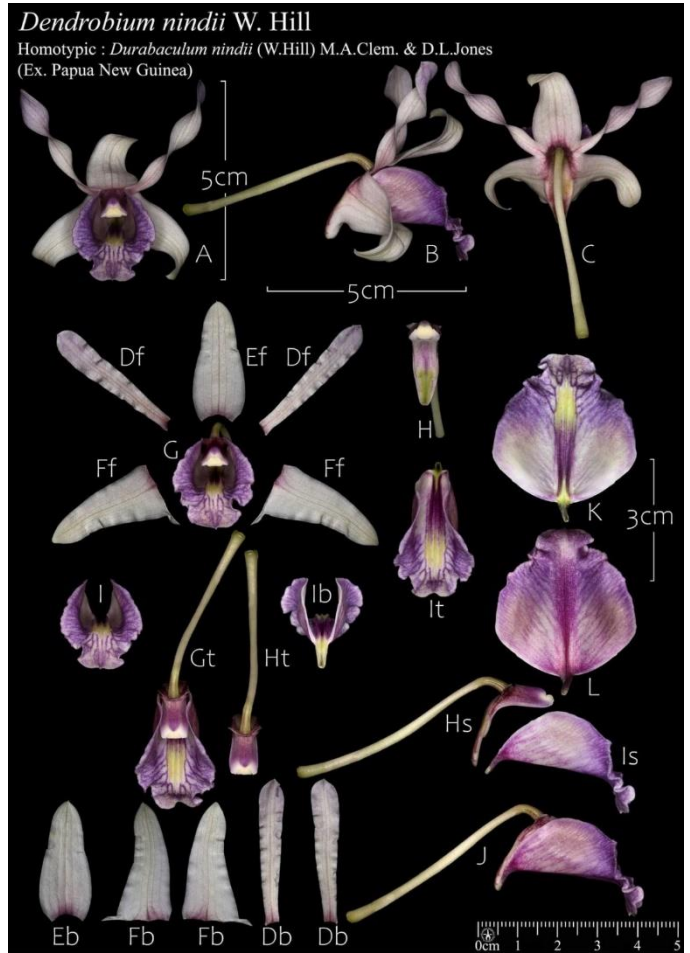 Dendrobium nindii W. Hill
Homotypic : Durabaculum nindii (W.Hill) M.A.Clem. & D.L.Jones
(Ex. Papua New Guinea)
5cm
A
B
C
5cm
Df
Ef
Df
H
G
Ff
Ff
K
3cm
It
I
Ib
L
Gt
Ht
Hs
Is
J
Eb
Fb
Fb
Db
Db
0cm 1 2 3 4 5